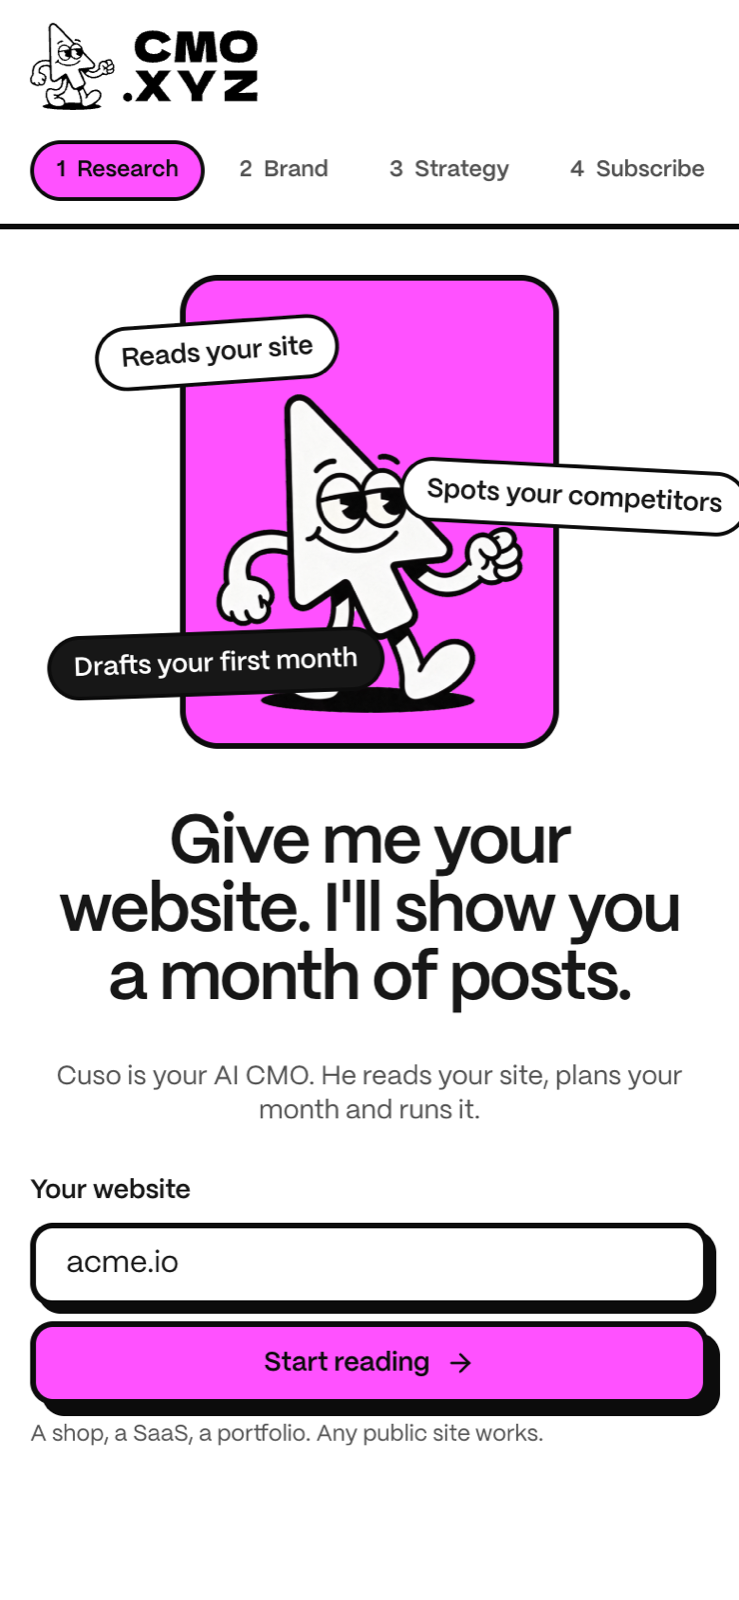 CMO
.XYZ
1 Research 2 Brand 3 Strategy 4 Subscribe
Reads your site
Spots your competitors
Drafts your first month
Give me your
website. I'll show you
a month of posts.
Cuso is your AI CMO. He reads your site, plans your
month and runs it.
Your website
acme.io
Start reading →
A shop, a SaaS, a portfolio. Any public site works.